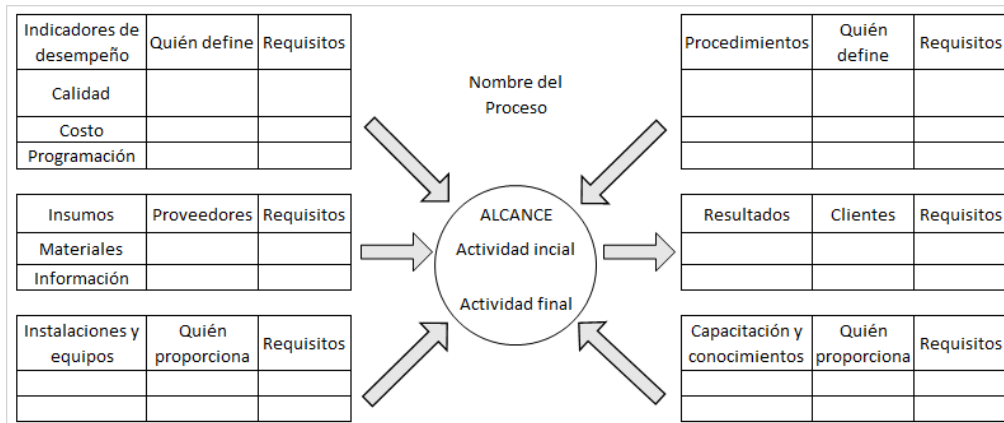 Indicadores de desempeño Quién define Requisitos
Calidad
Costo
Programación
Insumos Proveedores Requisitos
Materiales
Información
Instalaciones y equipos Quién proporciona Requisitos
Nombre del
Proceso
ALCANCE
Actividad incial
Actividad final
Procedimientos Quién define Requisitos
Resultados Clientes Requisitos
Capacitación y conocimientos Quién proporciona Requisitos